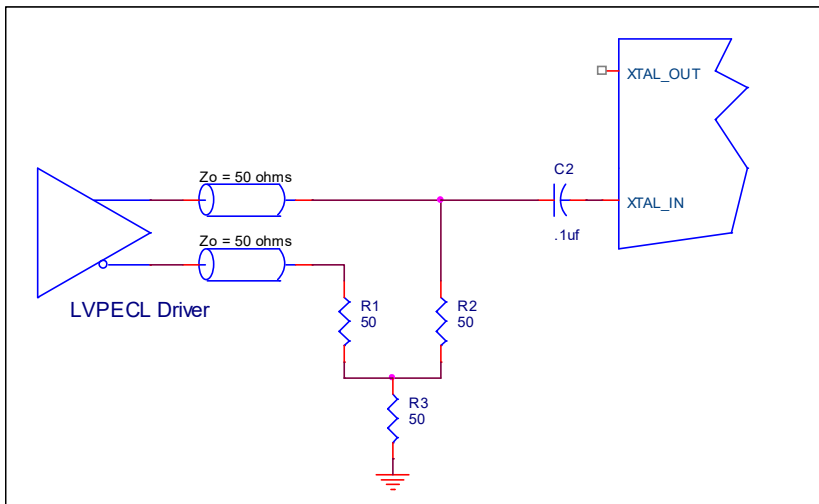 XTAL_OUT
Zo = 50 ohms
C2
XTAL_IN
.1uf
Zo = 50 ohms
LVPECL Driver
R1
50
R2
50
R3
50